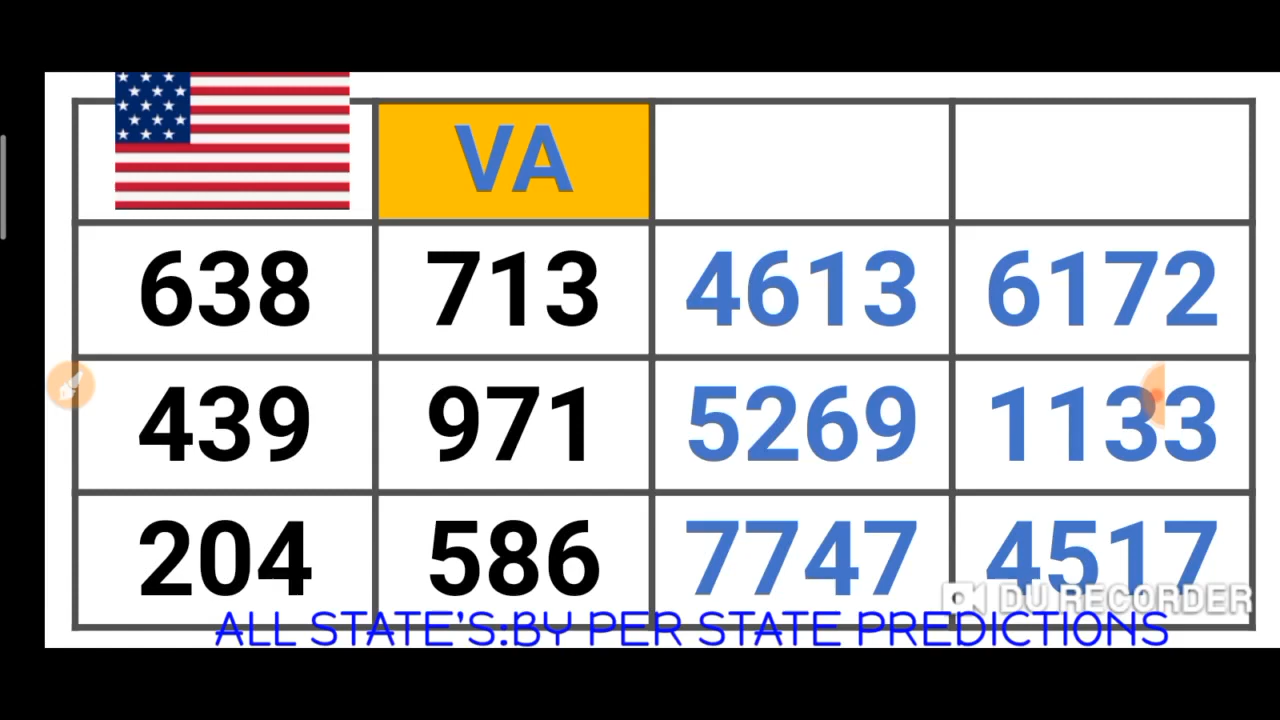 VA
638 713 4613 6172
439 971 5269 1133
204 586 7747 4517
DU RECORDER
ALL STATE'S:BY PER STATE PREDICTIONS